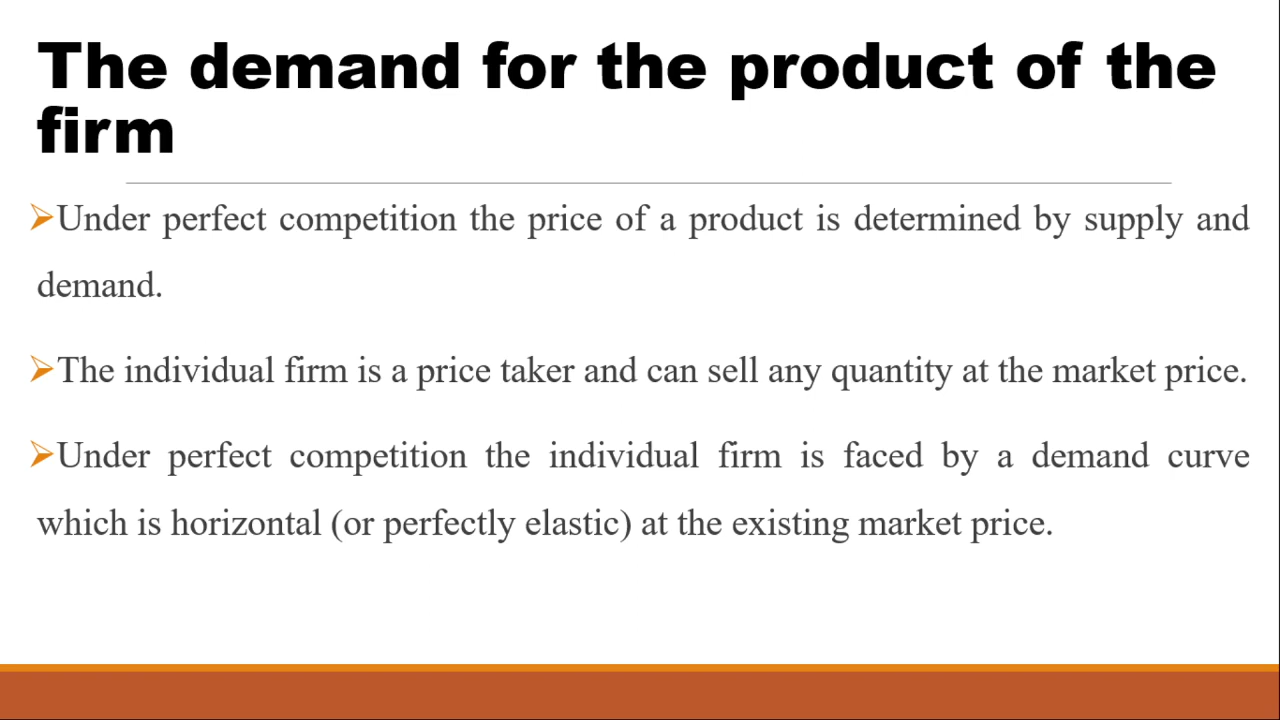 The demand for the product of the
firm
➢Under perfect competition the price of a product is determined by supply and
demand.
➢The individual firm is a price taker and can sell any quantity at the market price.
➢Under perfect competition the individual firm is faced by a demand curve
which is horizontal (or perfectly elastic) at the existing market price.